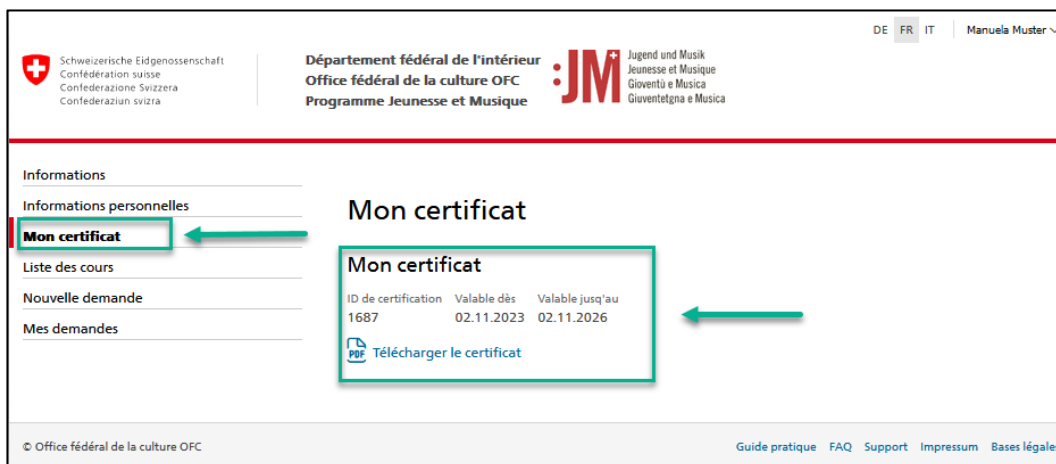 DE FR IT Manuela Muster
Schweizerische Eidgenossenschaft
Confédération suisse
Confederazione Svizzera
Confederaziun svizra
Département fédéral de l'intérieur
Office fédéral de la culture OFC
Programme Jeunesse et Musique
:JM
Jugend und Musik
Jeunesse et Musique
Gioventù e Musica
Giuventetgna e Musica
Informations
Informations personnelles
Mon certificat
Liste des cours
Nouvelle demande
Mes demandes
Mon certificat
Mon certificat
ID de certification Valable dès Valable jusq'au
1687 02.11.2023 02.11.2026
PDF Télécharger le certificat
© Office fédéral de la culture OFC
Guide pratique FAQ Support Impressum Bases légales